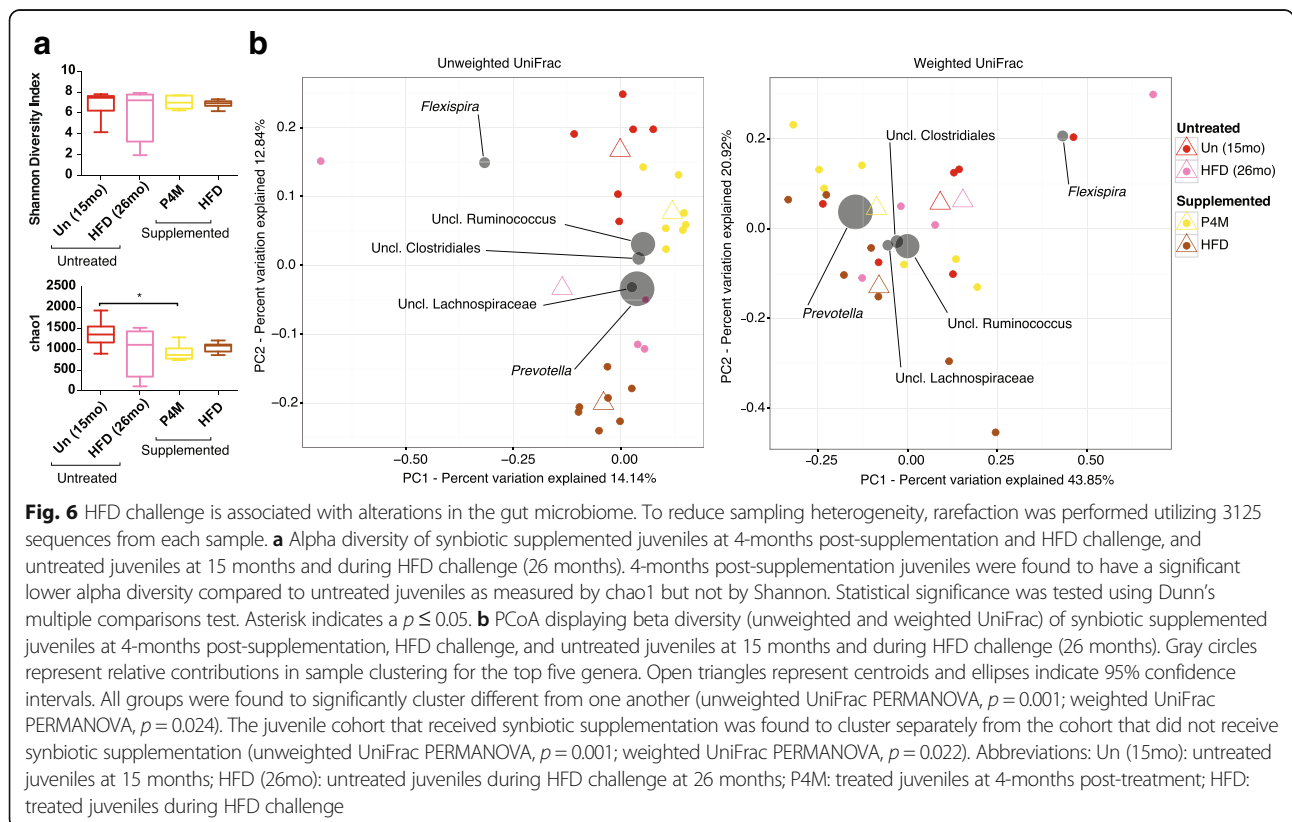 a
b
Shannon Diversity Index
10
8
6
4
2
0
Un (15mo)
HFD (26mo)
P4M
HFD
Supplemented
Untreated
chao1
2500
2000
1500
1000
500
0
*
Un (15mo)
HFD (26mo)
P4M
HFD
Supplemented
Untreated
Unweighted UniFrac
PC2 - Percent variation explained 12.84%
0.2
0.1
0.0
−0.1
−0.2
Flexispira
Uncl. Ruminococcus
Uncl. Clostridiales
Uncl. Lachnospiraceae
Prevotella
−0.50
−0.25
0.00
PC1 - Percent variation explained 14.14%
Weighted UniFrac
PC2 - Percent variation explained 20.92%
0.2
0.0
−0.2
−0.4
Uncl. Clostridiales
Flexispira
Prevotella
Uncl. Ruminococcus
Uncl. Lachnospiraceae
−0.25
0.00
0.25
0.50
PC1 - Percent variation explained 43.85%
Untreated
Un (15mo)
HFD (26mo)
Supplemented
P4M
HFD
Fig. 6 HFD challenge is associated with alterations in the gut microbiome. To reduce sampling heterogeneity, rarefaction was performed utilizing 3125
sequences from each sample. a Alpha diversity of synbiotic supplemented juveniles at 4-months post-supplementation and HFD challenge, and
untreated juveniles at 15 months and during HFD challenge (26 months). 4-months post-supplementation juveniles were found to have a significant
lower alpha diversity compared to untreated juveniles as measured by chao1 but not by Shannon. Statistical significance was tested using Dunn's
multiple comparisons test. Asterisk indicates a p ≤ 0.05. b PCoA displaying beta diversity (unweighted and weighted UniFrac) of synbiotic supplemented
juveniles at 4-months post-supplementation, HFD challenge, and untreated juveniles at 15 months and during HFD challenge (26 months). Gray circles
represent relative contributions in sample clustering for the top five genera. Open triangles represent centroids and ellipses indicate 95% confidence
intervals. All groups were found to significantly cluster different from one another (unweighted UniFrac PERMANOVA, p = 0.001; weighted UniFrac
PERMANOVA, p = 0.024). The juvenile cohort that received synbiotic supplementation was found to cluster separately from the cohort that did not receive
synbiotic supplementation (unweighted UniFrac PERMANOVA, p = 0.001; weighted UniFrac PERMANOVA, p = 0.022). Abbreviations: Un (15mo): untreated
juveniles at 15 months; HFD (26mo): untreated juveniles during HFD challenge at 26 months; P4M: treated juveniles at 4-months post-treatment; HFD:
treated juveniles during HFD challenge